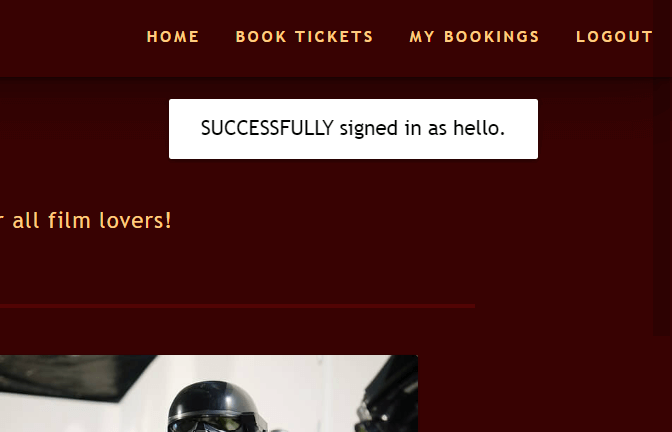 HOME BOOK TICKETS MY BOOKINGS LOGOUT
SUCCESSFULLY signed in as hello.
all film lovers!